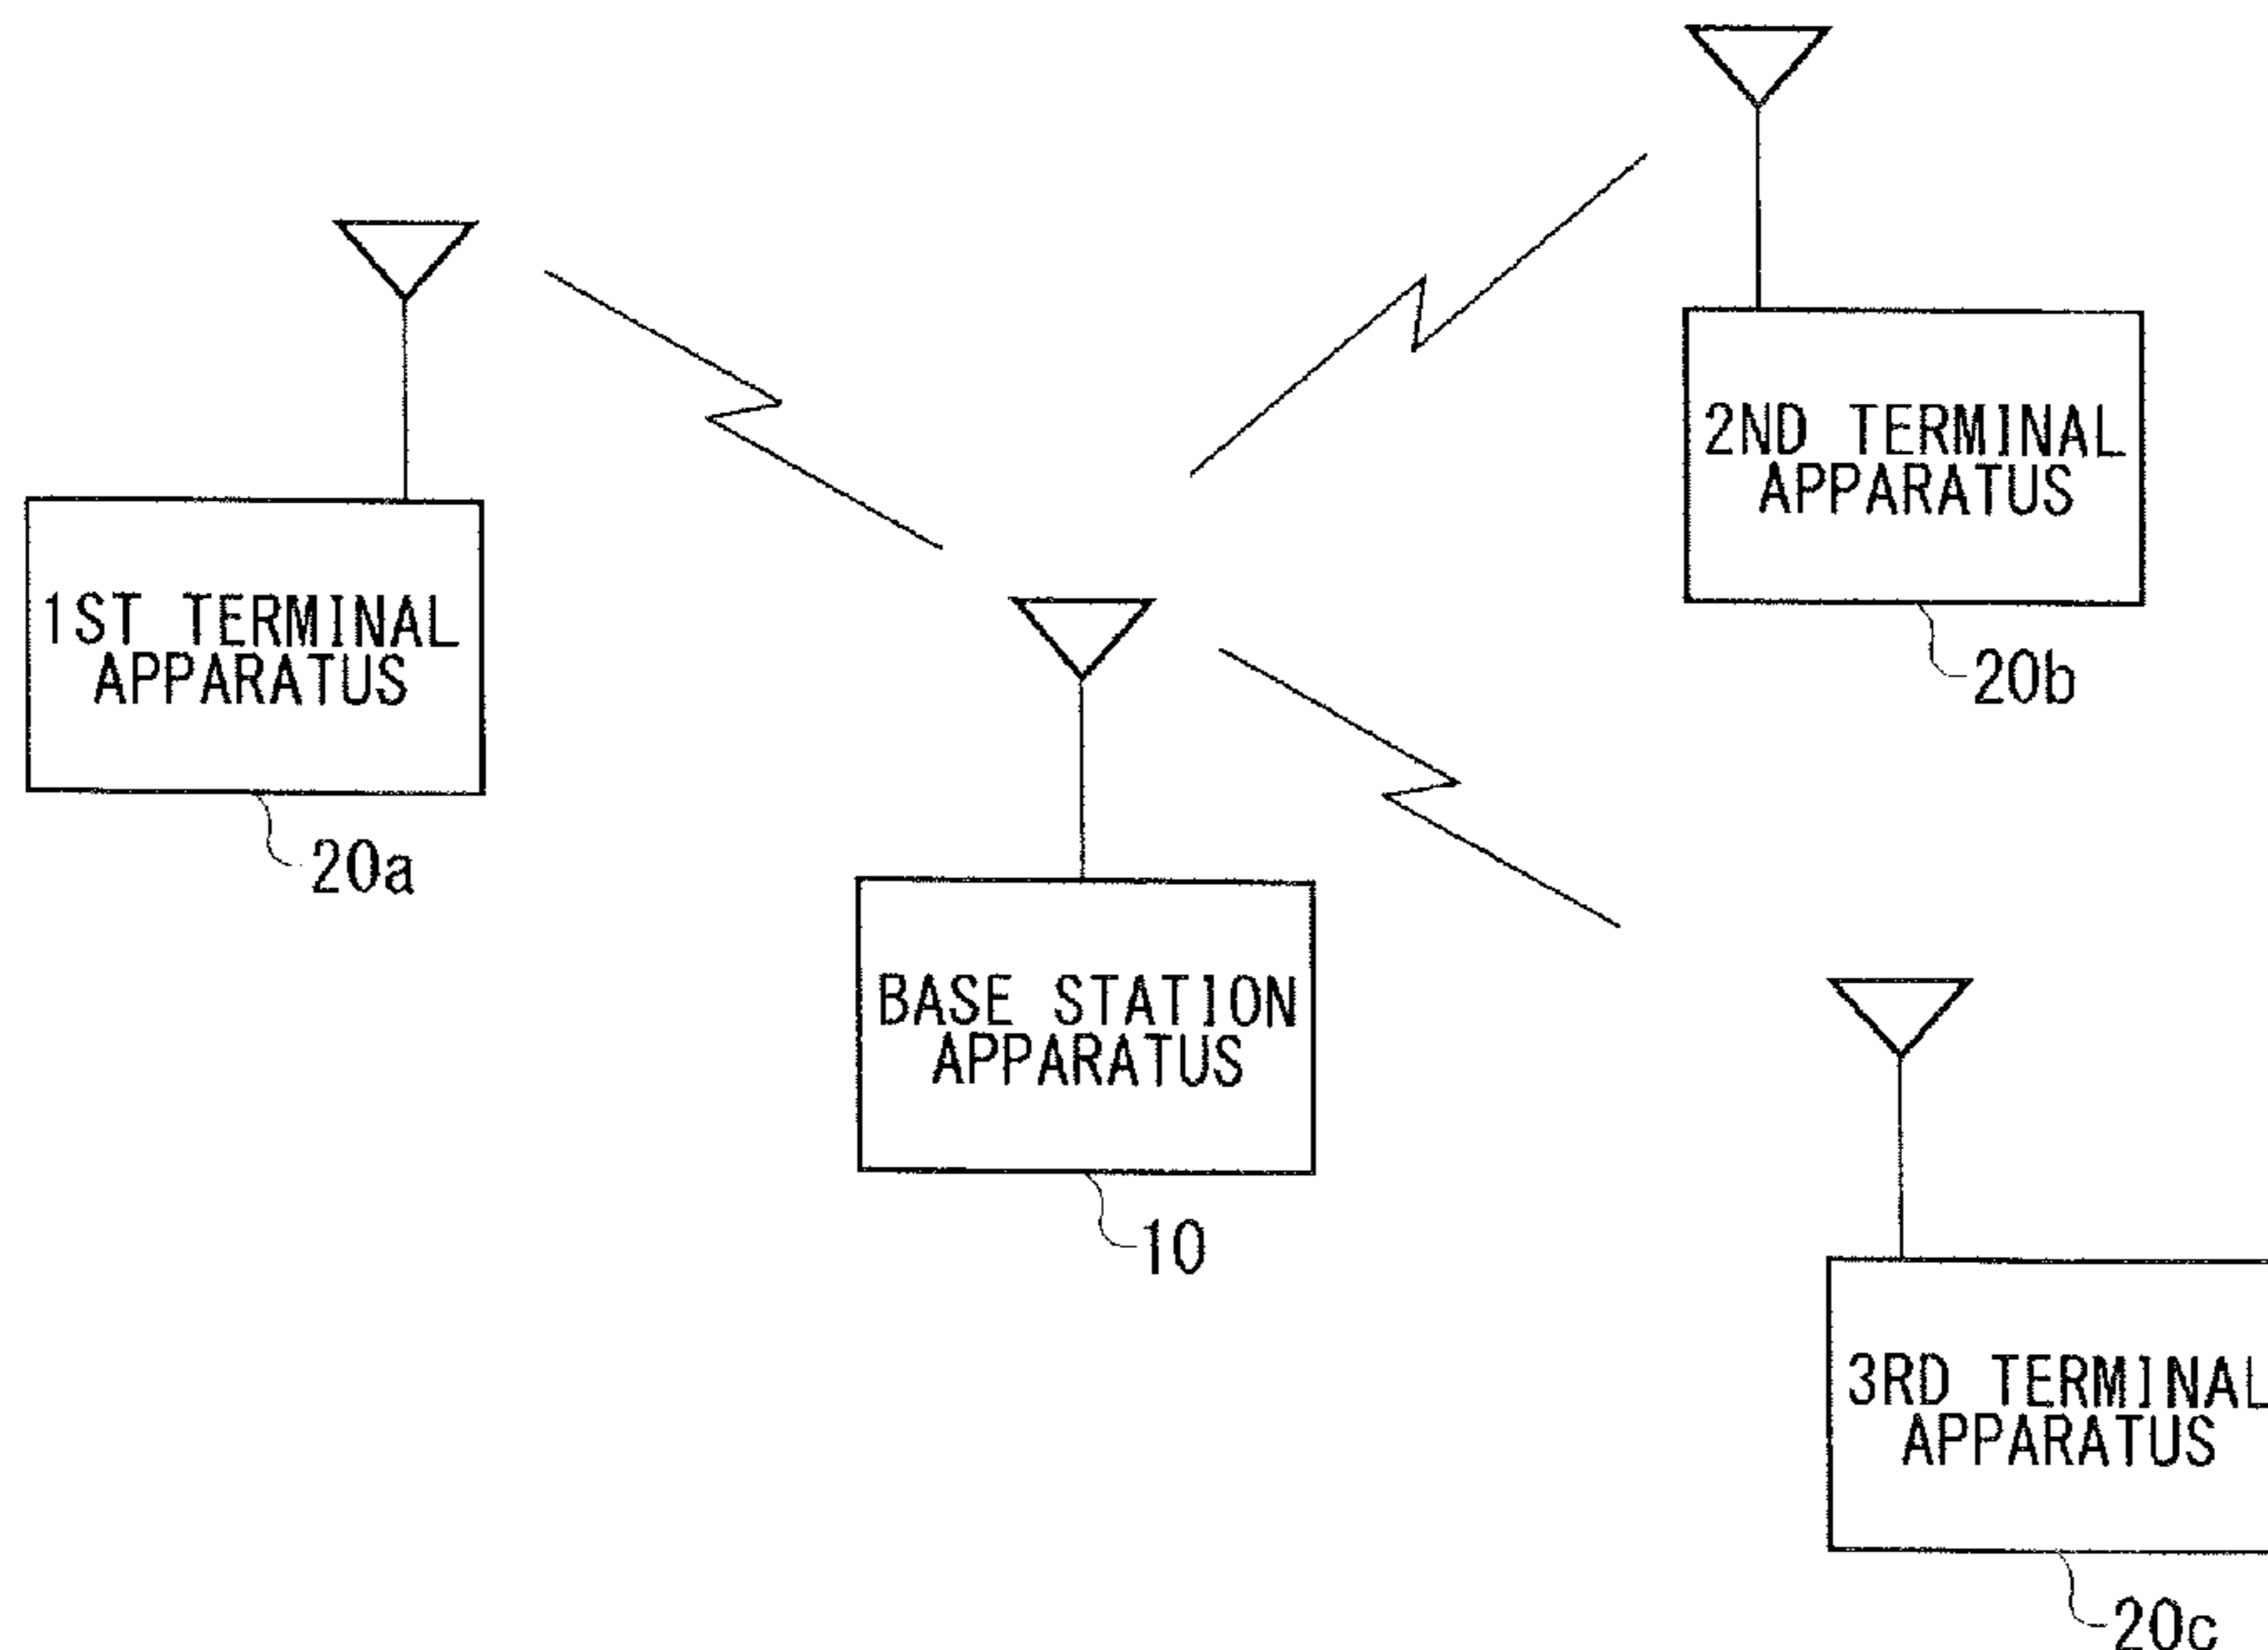 2ND TERMINAL
APPARATUS
20b
1ST TERMINAL
APPARATUS
20a
BASE STATION
APPARATUS
10
3RD TERMINAL
APPARATUS
20c